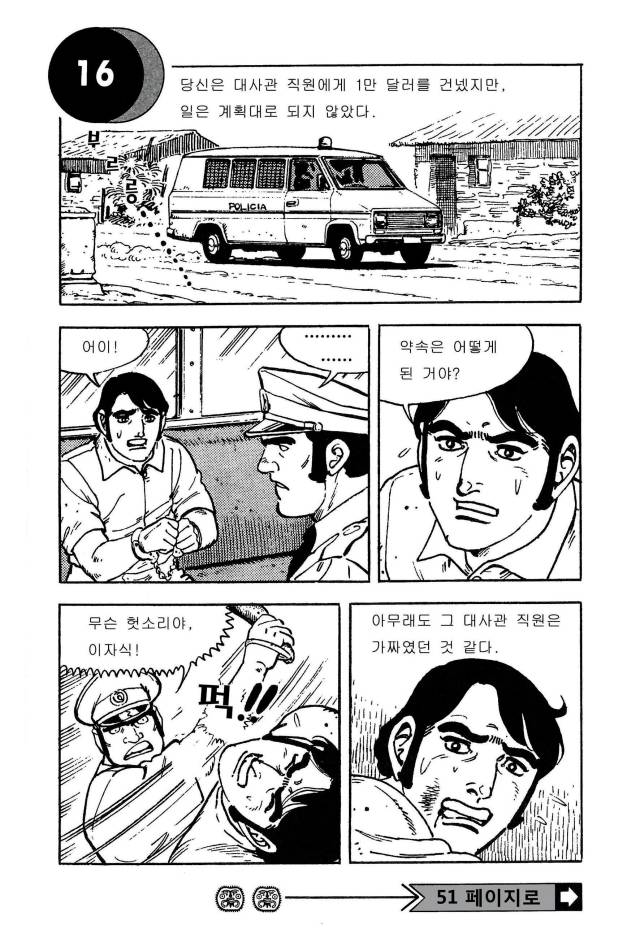 16
당신은 대사관 직원에게 1만 달러를 건넸지만,
일은 계획대로 되지 않았다.
부
르
릉
POLICIA
어이!
·········
······
약속은 어떻게
된 거야?
무슨 헛소리야,
이자식!
퍽!!
아무래도 그 대사관 직원은
가짜였던 것 같다.
51 페이지로